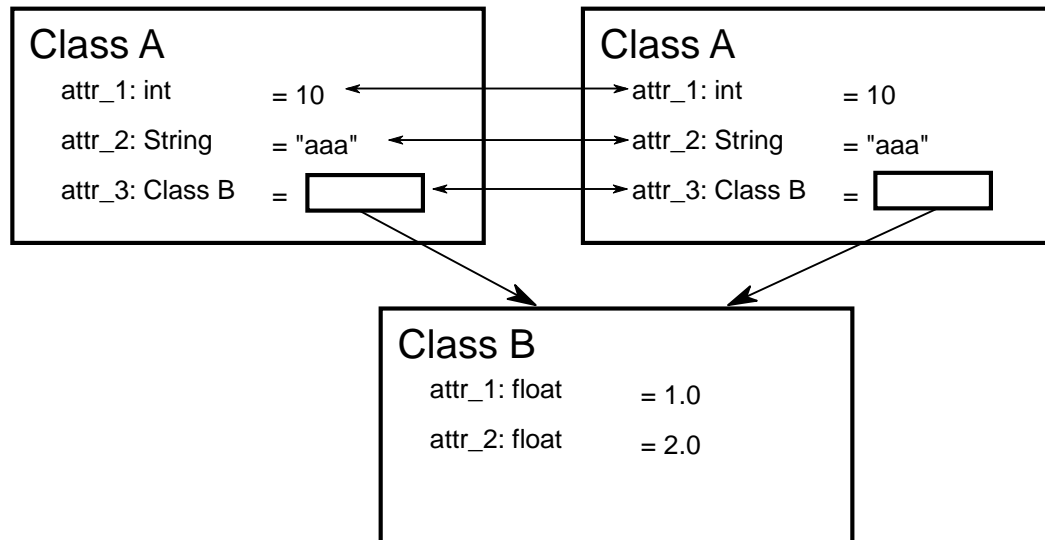 Class A
attr_1: int = 10
attr_2: String = "aaa"
attr_3: Class B =
Class A
attr_1: int = 10
attr_2: String = "aaa"
attr_3: Class B =
Class B
attr_1: float = 1.0
attr_2: float = 2.0